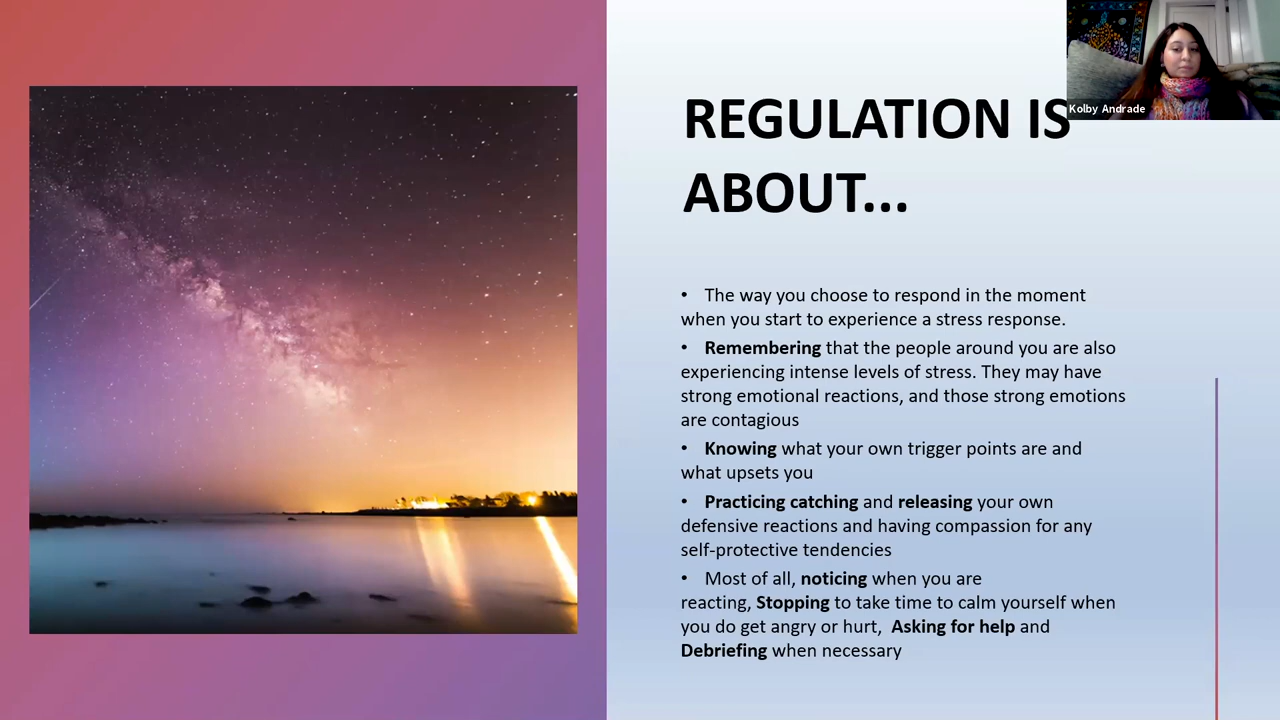 REGULATION IS
ABOUT...
Kolby Andrade
• The way you choose to respond in the moment
when you start to experience a stress response.
• Remembering that the people around you are also
experiencing intense levels of stress. They may have
strong emotional reactions, and those strong emotions
are contagious
• Knowing what your own trigger points are and
what upsets you
• Practicing catching and releasing your own
defensive reactions and having compassion for any
self-protective tendencies
• Most of all, noticing when you are
reacting, Stopping to take time to calm yourself when
you do get angry or hurt,  Asking for help and
Debriefing when necessary